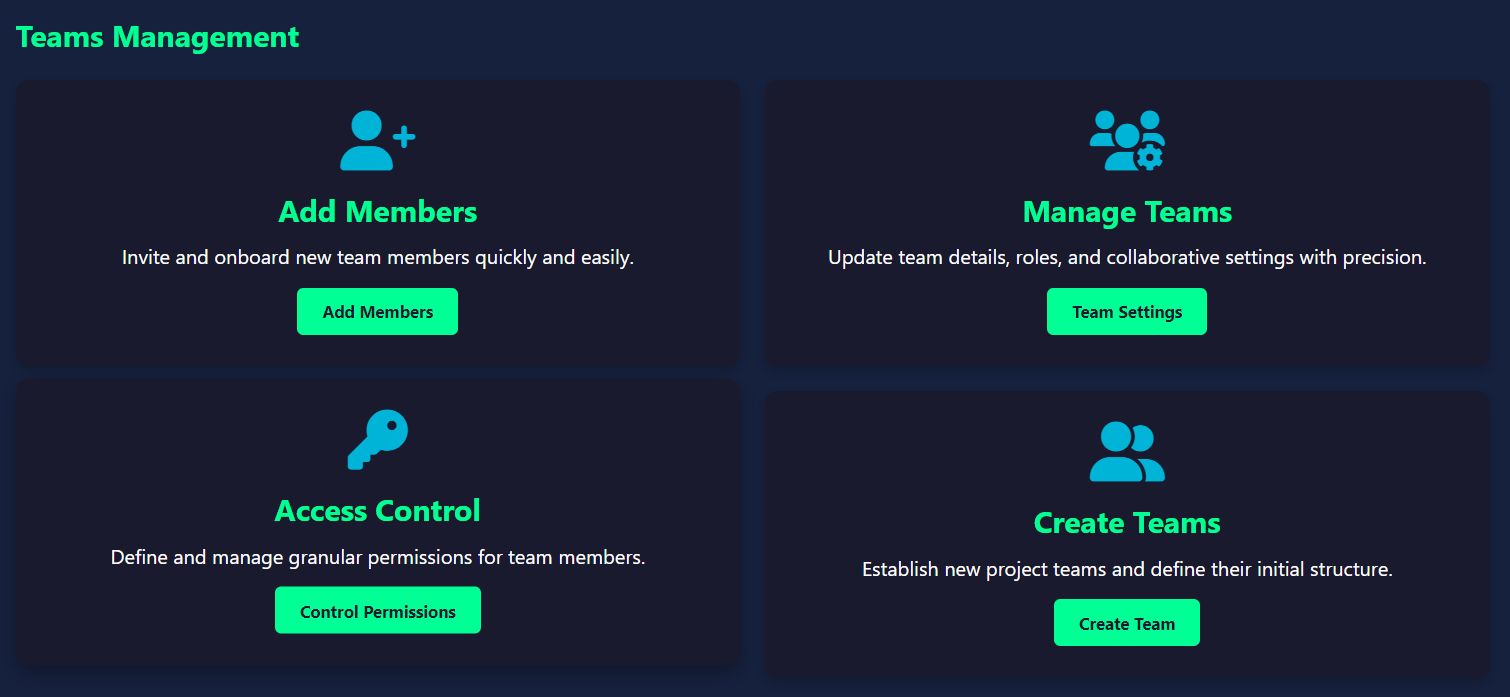 Teams Management
Add Members
Invite and onboard new team members quickly and easily.
Add Members
Manage Teams
Update team details, roles, and collaborative settings with precision.
Team Settings
Access Control
Define and manage granular permissions for team members.
Control Permissions
Create Teams
Establish new project teams and define their initial structure.
Create Team